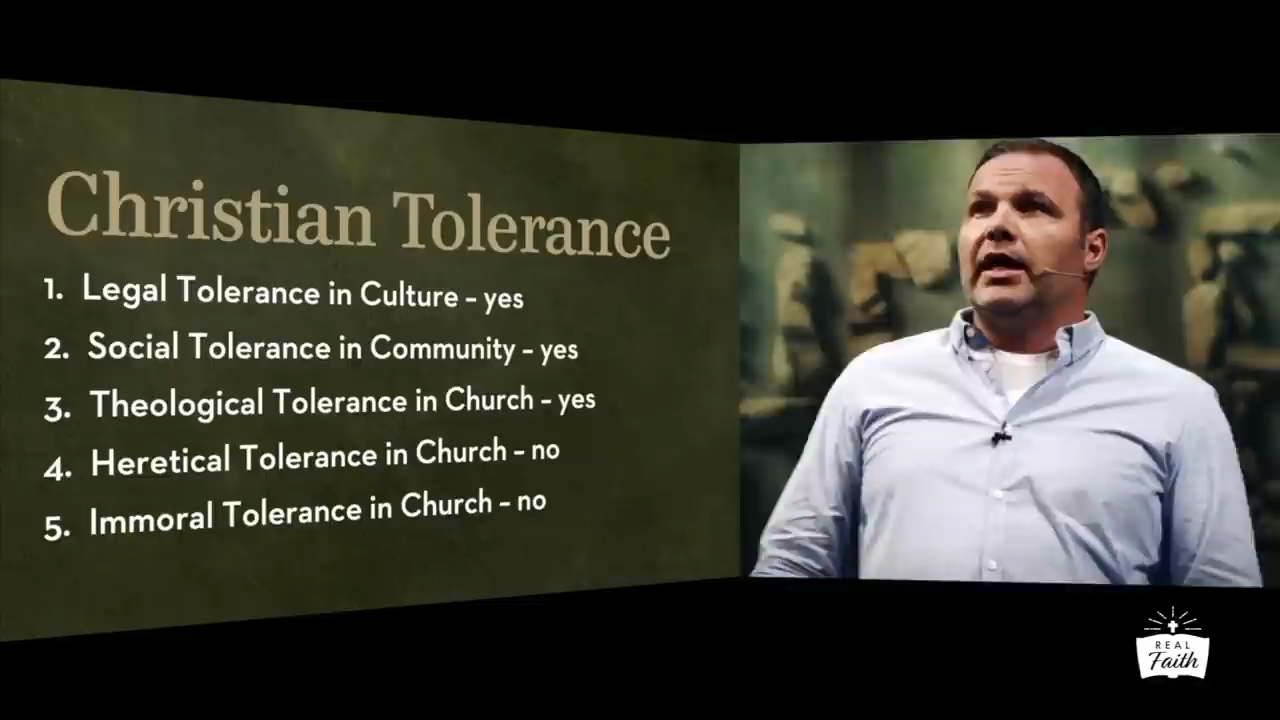 Christian Tolerance
1. Legal Tolerance in Culture - yes
2. Social Tolerance in Community - yes
3. Theological Tolerance in Church - yes
4. Heretical Tolerance in Church - no
5. Immoral Tolerance in Church - no
REAL
Faith